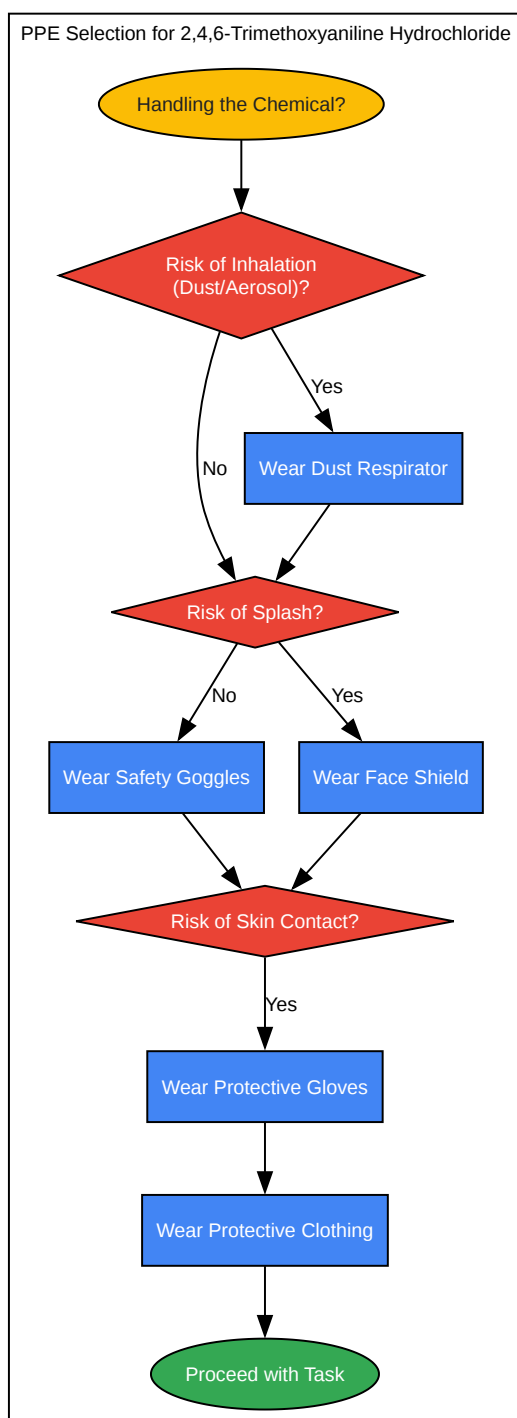 PPE Selection for 2,4,6-Trimethoxyaniline Hydrochloride
Handling the Chemical?
Risk of Inhalation
(Dust/Aerosol)?
Yes
Wear Dust Respirator
No
Risk of Splash?
No
Yes
Wear Safety Goggles
Wear Face Shield
Risk of Skin Contact?
Yes
Wear Protective Gloves
Wear Protective Clothing
Proceed with Task